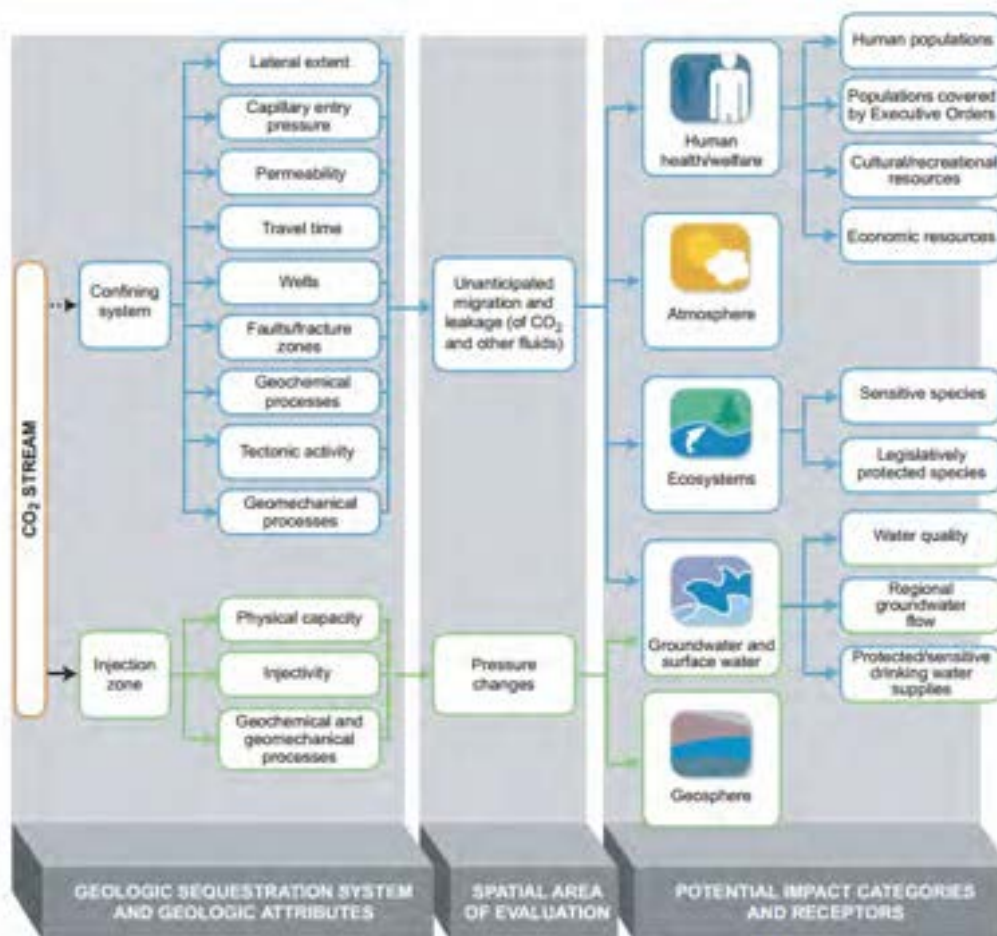 CO₂ STREAM
Confining
system
Injection
zone
Lateral extent
Capillary entry
pressure
Permeability
Travel time
Wells
Faults/fracture
zones
Geochemical
processes
Tectonic activity
Geomechanical
processes
Physical capacity
Injectivity
Geochemical and
geomechanical
processes
Unanticipated
migration and
leakage (of CO₂
and other fluids)
Pressure
changes
Human
health/welfare
Atmosphere
Ecosystems
Groundwater and
surface water
Geosphere
Human populations
Populations covered
by Executive Orders
Cultural/recreational
resources
Economic resources
Sensitive species
Legislatively
protected species
Water quality
Regional
groundwater
flow
Protected/sensitive
drinking water
supplies
GEOLOGIC SEQUESTRATION SYSTEM
AND GEOLOGIC ATTRIBUTES
SPATIAL AREA
OF EVALUATION
POTENTIAL IMPACT CATEGORIES
AND RECEPTORS